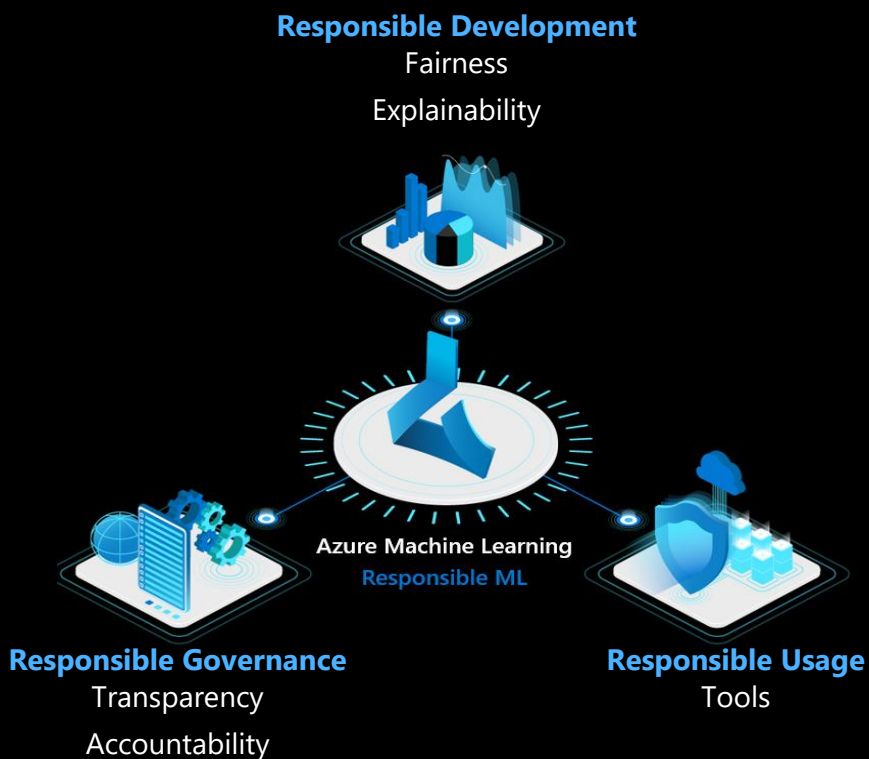 Responsible Development
Fairness
Explainability
Azure Machine Learning
Responsible ML
Responsible Governance
Transparency
Accountability
Responsible Usage
Tools